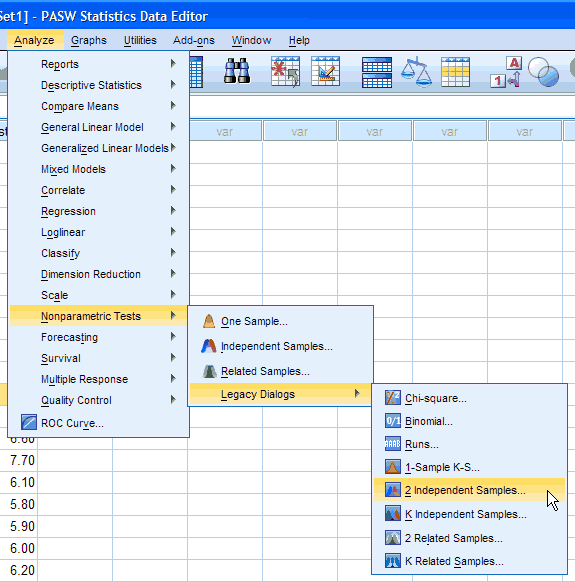 Set1] - PASW Statistics Data Editor
Analyze Graphs Utilities Add-ons Window Help
var var var var var
Reports
Descriptive Statistics
Compare Means
General Linear Model
Generalized Linear Models
Mixed Models
Correlate
Regression
Loglinear
Classify
Dimension Reduction
Scale
Nonparametric Tests
Forecasting
Survival
Multiple Response
Quality Control
ROC Curve...
One Sample...
Independent Samples...
Related Samples...
Legacy Dialogs
Chi-square...
0/1 Binomial...
AAAB Runs...
1-Sample K-S...
2 Independent Samples...
K Independent Samples...
2 Related Samples...
K Related Samples...
6.60
7.70
6.10
5.80
5.90
6.00
6.20